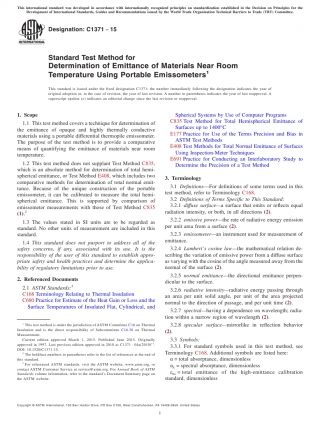 This international standard was developed in accordance with internationally recognized principles on standardization established in the Decision on Principles for the
Development of International Standards, Guides and Recommendations issued by the World Trade Organization Technical Barriers to Trade (TBT) Committee.
Designation: C1371 − 15
Standard Test Method for
Determination of Emittance of Materials Near Room
Temperature Using Portable Emissometers1
This standard is issued under the fixed designation C1371; the number immediately following the designation indicates the year of
original adoption or, in the case of revision, the year of last revision. A number in parentheses indicates the year of last reapproval. A
superscript epsilon (ε) indicates an editorial change since the last revision or reapproval.
1. Scope
1.1 This test method covers a technique for determination of
the emittance of opaque and highly thermally conductive
materials using a portable differential thermopile emissometer.
The purpose of the test method is to provide a comparative
means of quantifying the emittance of materials near room
temperature.
1.2 This test method does not supplant Test Method C835,
which is an absolute method for determination of total hemi-
spherical emittance, or Test Method E408, which includes two
comparative methods for determination of total normal emit-
tance. Because of the unique construction of the portable
emissometer, it can be calibrated to measure the total hemi-
spherical emittance. This is supported by comparison of
emissometer measurements with those of Test Method C835
(1).2
1.3 The values stated in SI units are to be regarded as
standard. No other units of measurement are included in this
standard.
1.4 This standard does not purport to address all of the
safety concerns, if any, associated with its use. It is the
responsibility of the user of this standard to establish appro-
priate safety and health practices and determine the applica-
bility of regulatory limitations prior to use.
2. Referenced Documents
2.1 ASTM Standards:3
C168 Terminology Relating to Thermal Insulation
C680 Practice for Estimate of the Heat Gain or Loss and the
Surface Temperatures of Insulated Flat, Cylindrical, and
1 This test method is under the jurisdiction of ASTM Committee C16 on Thermal
Insulation and is the direct responsibility of Subcommittee C16.30 on Thermal
Measurement.
Current edition approved March 1, 2015. Published June 2015. Originally
approved in 1997. Last previous edition approved in 2010 as C1371 – 04a(2010)ε1.
DOI: 10.1520/C1371-15.
2 The boldface numbers in parentheses refer to the list of references at the end of
this standard.
3 For referenced ASTM standards, visit the ASTM website, www.astm.org, or
contact ASTM Customer Service at service@astm.org. For Annual Book of ASTM
Standards volume information, refer to the standard's Document Summary page on
the ASTM website.
Spherical Systems by Use of Computer Programs
C835 Test Method for Total Hemispherical Emittance of
Surfaces up to 1400°C
E177 Practice for Use of the Terms Precision and Bias in
ASTM Test Methods
E408 Test Methods for Total Normal Emittance of Surfaces
Using Inspection-Meter Techniques
E691 Practice for Conducting an Interlaboratory Study to
Determine the Precision of a Test Method
3. Terminology
3.1 Definitions—For definitions of some terms used in this
test method, refer to Terminology C168.
3.2 Definitions of Terms Specific to This Standard:
3.2.1 diffuse surface—a surface that emits or reflects equal
radiation intensity, or both, in all directions (2).
3.2.2 emissive power—the rate of radiative energy emission
per unit area from a surface (2).
3.2.3 emissometer—an instrument used for measurement of
emittance.
3.2.4 Lambert's cosine law—the mathematical relation de-
scribing the variation of emissive power from a diffuse surface
as varying with the cosine of the angle measured away from the
normal of the surface (2).
3.2.5 normal emittance—the directional emittance perpen-
dicular to the surface.
3.2.6 radiative intensity—radiative energy passing through
an area per unit solid angle, per unit of the area projected
normal to the direction of passage, and per unit time (2).
3.2.7 spectral—having a dependence on wavelength; radia-
tion within a narrow region of wavelength (2).
3.2.8 specular surface—mirrorlike in reflection behavior
(2).
3.3 Symbols:
3.3.1 For standard symbols used in this test method, see
Terminology C168. Additional symbols are listed here:
α = total absorptance, dimensionless
αλ = spectral absorptance, dimensionless
εhi = total emittance of the high-emittance calibration
standard, dimensionless
Copyright © ASTM International, 100 Barr Harbor Drive, PO Box C700, West Conshohocken, PA 19428-2959. United States
1